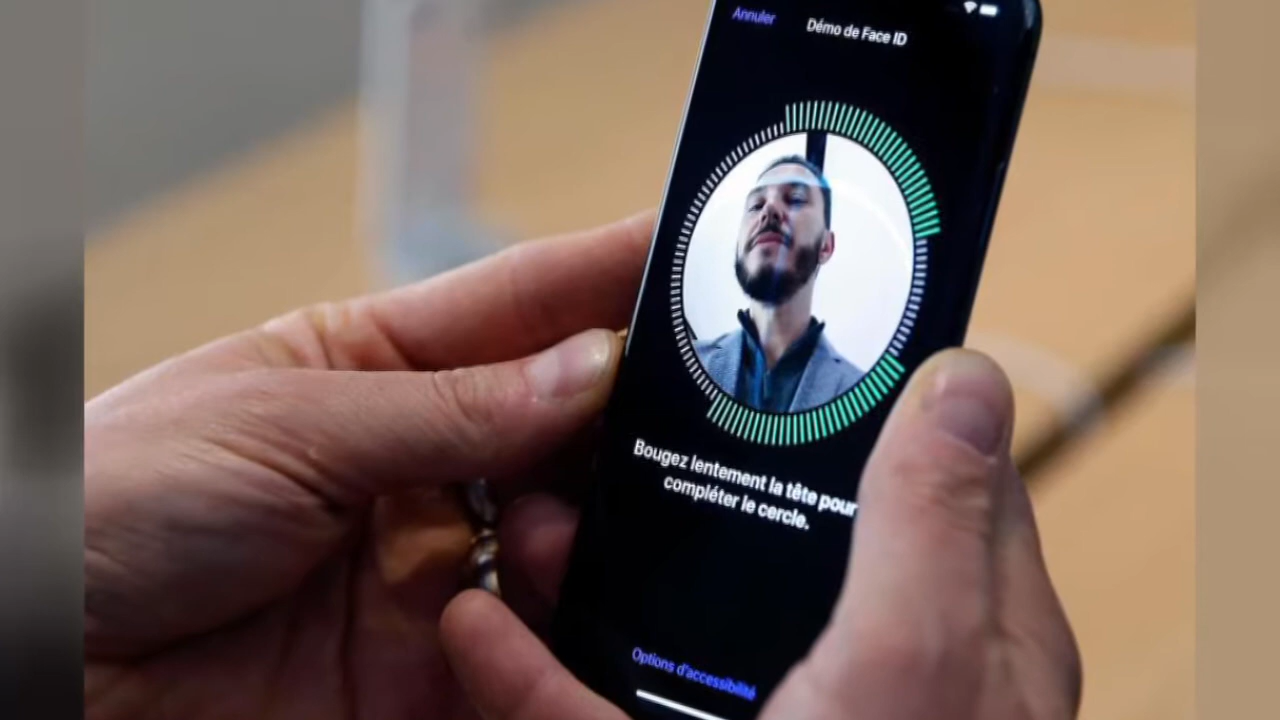 Annuler
Démo de Face ID
Bougez lentement la tête pour
compléter le cercle.
Options d'accessibilité